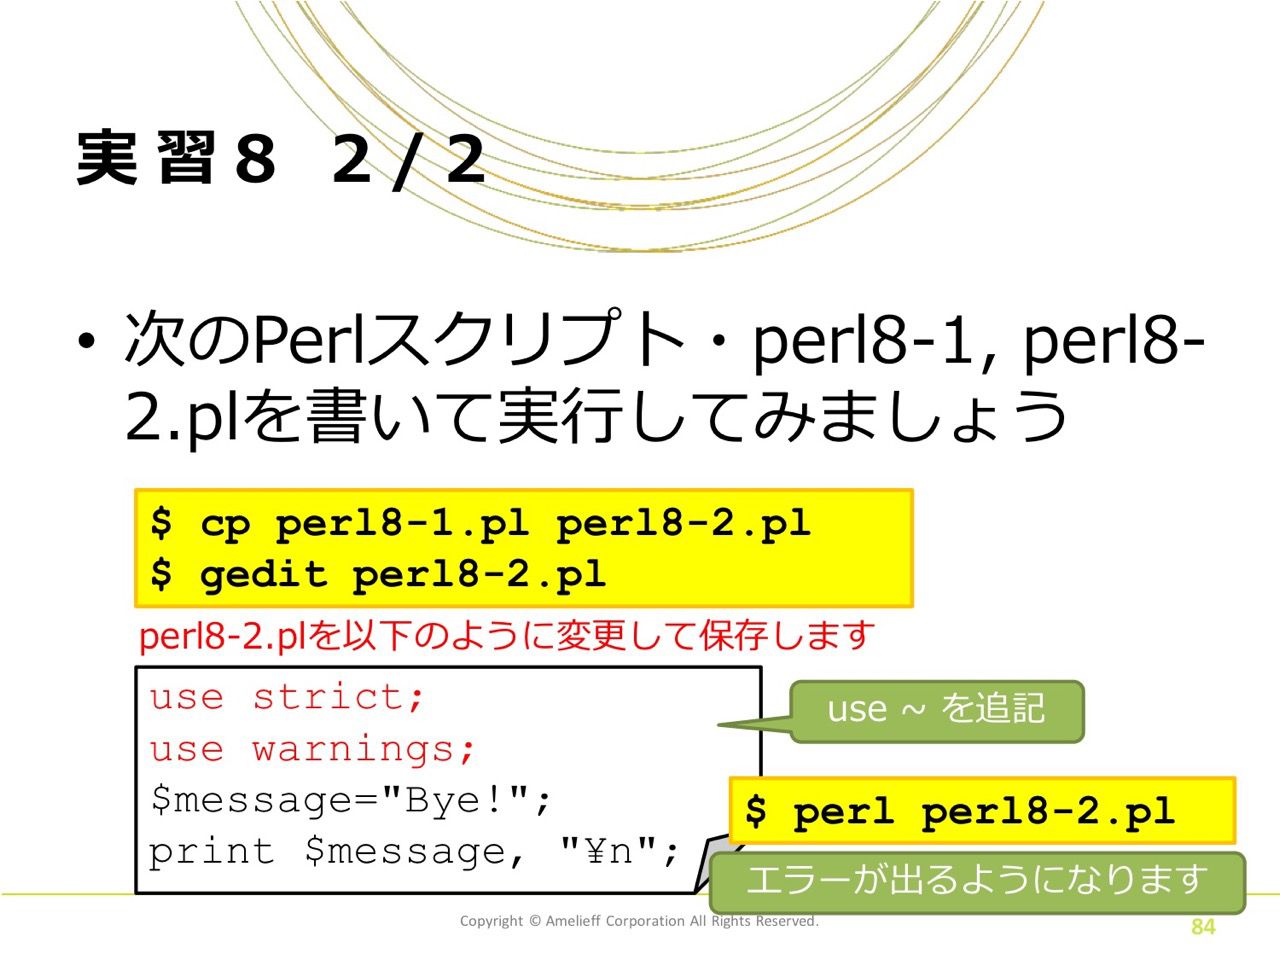 実習８ ２/２
• 次のPerlスクリプト・perl8-1, perl8-
2.plを書いて実行してみましょう
$ cp perl8-1.pl perl8-2.pl
$ gedit perl8-2.pl
perl8-2.plを以下のように変更して保存します
use strict;
use warnings;
$message="Bye!";
print $message, "¥n";
use ~ を追記
$ perl perl8-2.pl
エラーが出るようになります
Copyright © Amelieff Corporation All Rights Reserved.
84